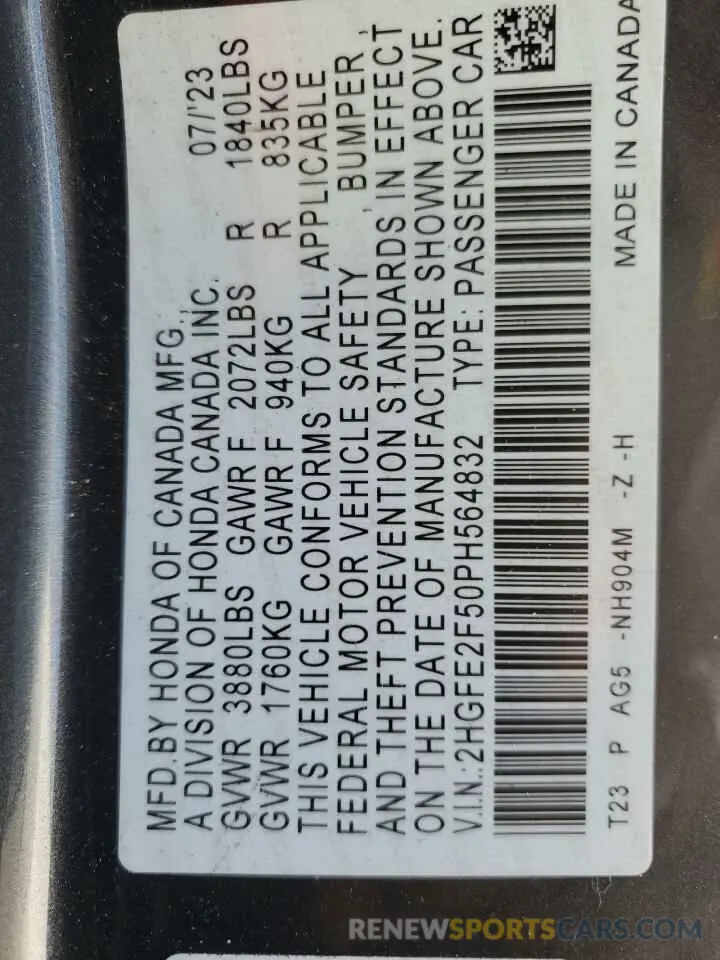 MFD.BY HONDA OF CANADA MFG.,
A DIVISION OF HONDA CANADA INC. 07/'23
GVWR 3880LBS GAWR F 2072LBS R 1840LBS
GVWR 1760KG GAWR F 940KG R 835KG
THIS VEHICLE CONFORMS TO ALL APPLICABLE
FEDERAL MOTOR VEHICLE SAFETY , BUMPER ,
AND THEFT PREVENTION STANDARDS IN EFFECT
ON THE DATE OF MANUFACTURE SHOWN ABOVE.
V.I.N.:2HGFE2F50PH564832 TYPE: PASSENGER CAR
T23 P AG5 -NH904M -Z -H MADE IN CANADA
RENEWSPORTSCARS.COM